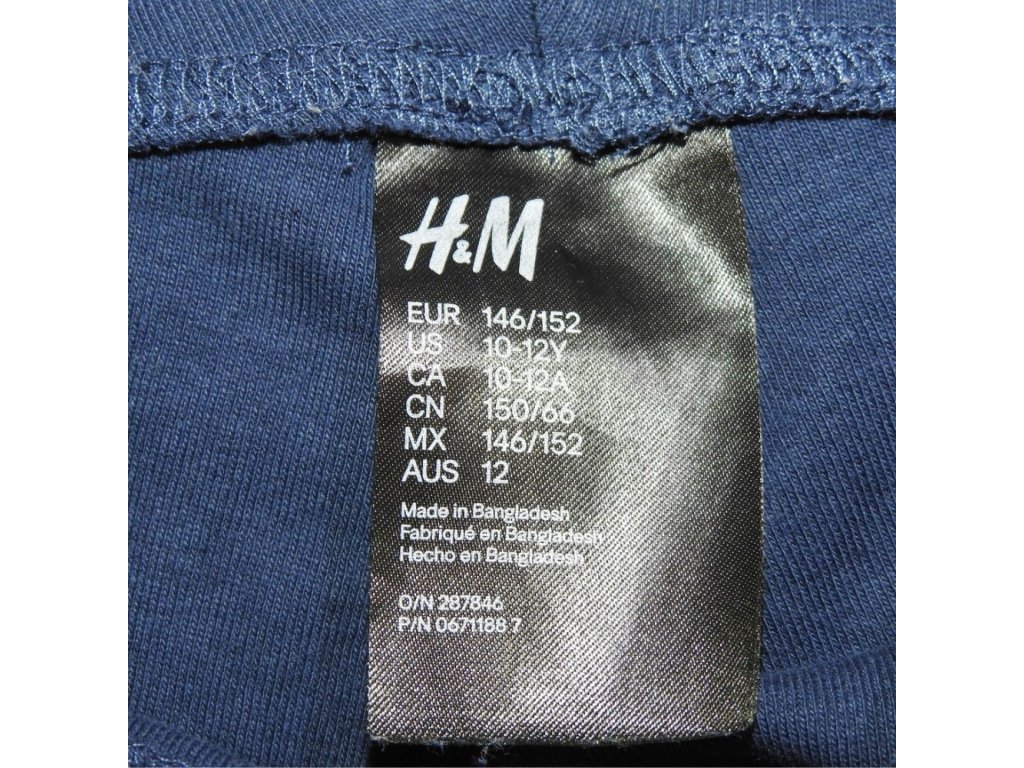 H&M
EUR 146/152
US 10-12Y
CA 10-12A
CN 150/66
MX 146/152
AUS 12
Made in Bangladesh
Fabriqué en Bangladesh
Hecho en Bangladesh
O/N 287846
P/N 0671188 7